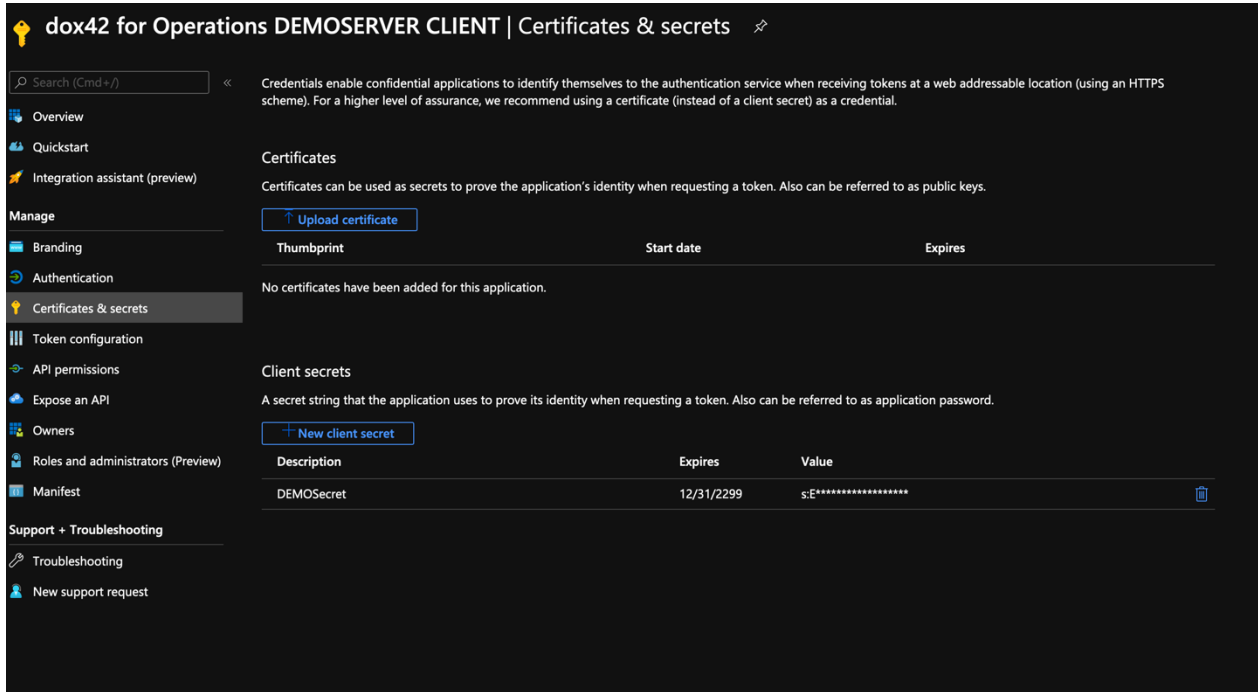 dox42 for Operations DEMOSERVER CLIENT | Certificates & secrets
Search (Cmd+/)
«
Overview
Quickstart
Integration assistant (preview)
Manage
Branding
Authentication
Certificates & secrets
Token configuration
API permissions
Expose an API
Owners
Roles and administrators (Preview)
Manifest
Support + Troubleshooting
Troubleshooting
New support request
Credentials enable confidential applications to identify themselves to the authentication service when receiving tokens at a web addressable location (using an HTTPS
scheme). For a higher level of assurance, we recommend using a certificate (instead of a client secret) as a credential.
Certificates
Certificates can be used as secrets to prove the application's identity when requesting a token. Also can be referred to as public keys.
Upload certificate
Thumbprint Start date Expires
No certificates have been added for this application.
Client secrets
A secret string that the application uses to prove its identity when requesting a token. Also can be referred to as application password.
New client secret
Description Expires Value
DEMOSecret 12/31/2299 s:E******************